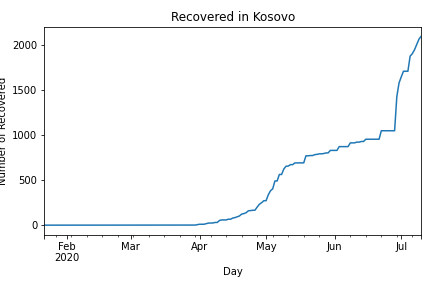 Recovered in Kosovo
Number of Recovered
2000
1500
1000
500
0
Feb
2020
Mar
Apr
May
Jun
Jul
Day